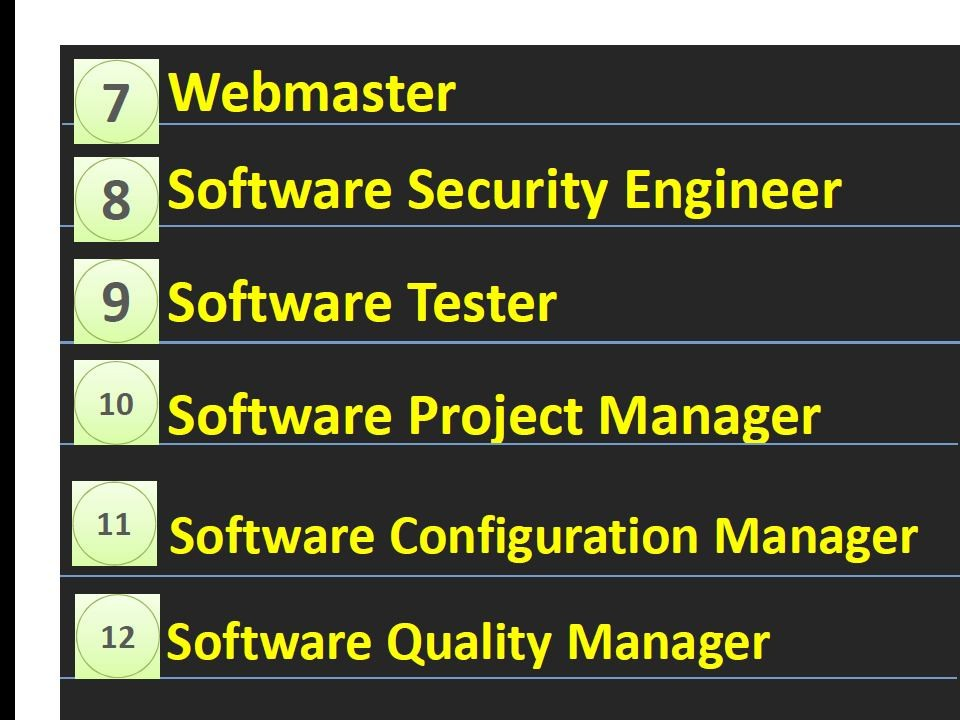 7 Webmaster
8 Software Security Engineer
9 Software Tester
10 Software Project Manager
11 Software Configuration Manager
12 Software Quality Manager